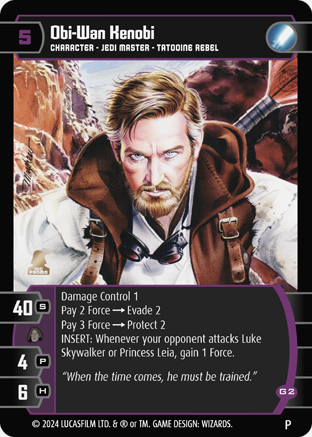 5 Obi-Wan Kenobi
CHARACTER • JEDI MASTER • TATOOINE REBEL
Damage Control 1
40 S
Pay 2 Force → Evade 2
Pay 3 Force → Protect 2
INSERT: Whenever your opponent attacks Luke
Skywalker or Princess Leia, gain 1 Force.
4 P
“When the time comes, he must be trained.”
6 H
G2
© 2024 LUCASFILM LTD. & ® or TM. GAME DESIGN: WIZARDS.
P